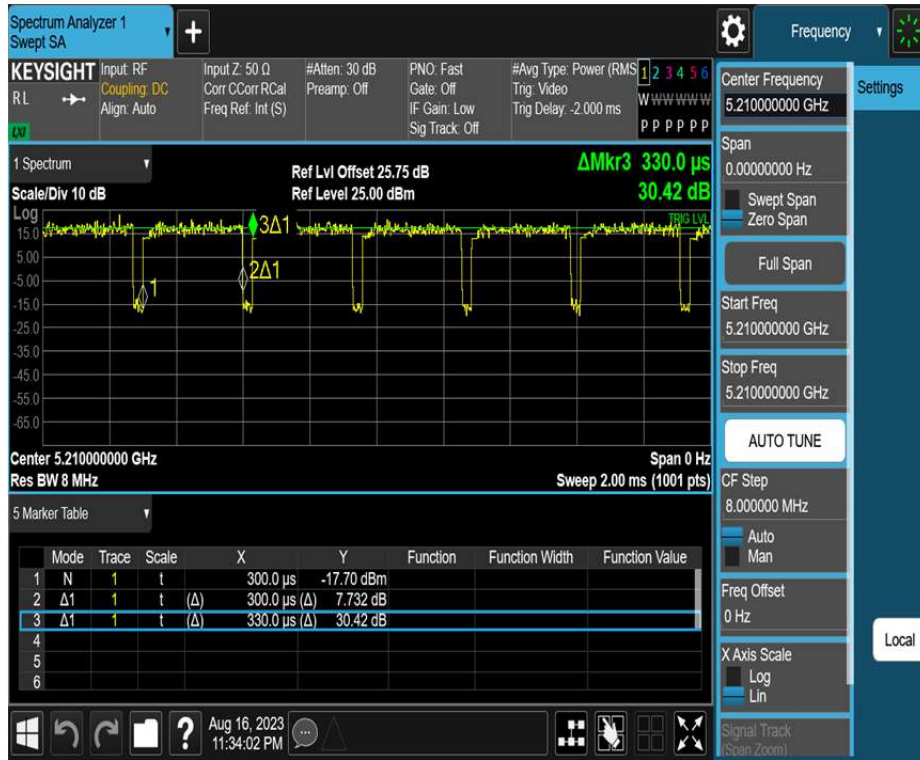 Spectrum Analyzer 1
Swept SA
+
Frequency
KEYSIGHT
RL
LXI
Input: RF
Coupling: DC
Align: Auto
Input Z: 50 Ω
Corr CCorr RCal
Freq Ref: Int (S)
#Atten: 30 dB
Preamp: Off
PNO: Fast
Gate: Off
IF Gain: Low
Sig Track: Off
#Avg Type: Power (RMS
Trig: Video
Trig Delay: -2.000 ms
1 2 3 4 5 6
W W W W W W
P P P P P P
Center Frequency
5.210000000 GHz
Settings
Span
0.00000000 Hz
Swept Span
Zero Span
Full Span
Start Freq
5.210000000 GHz
Stop Freq
5.210000000 GHz
AUTO TUNE
CF Step
8.000000 MHz
Auto
Man
Freq Offset
0 Hz
X Axis Scale
Log
Lin
Signal Track
(Span Zoom)
Local
1 Spectrum
Scale/Div 10 dB
Ref Lvl Offset 25.75 dB
Ref Level 25.00 dBm
ΔMkr3 330.0 µs
30.42 dB
Log
TRIG LVL
15.0
5.00
-5.00
-15.0
-25.0
-35.0
-45.0
-55.0
-65.0
3Δ1
2Δ1
1
Center 5.210000000 GHz
Res BW 8 MHz
Span 0 Hz
Sweep 2.00 ms (1001 pts)
5 Marker Table
Mode Trace Scale X Y Function Function Width Function Value
1 N 1 t 300.0 µs -17.70 dBm
2 Δ1 1 t (Δ) 300.0 µs (Δ) 7.732 dB
3 Δ1 1 t (Δ) 330.0 µs (Δ) 30.42 dB
4
5
6
?
Aug 16, 2023
11:34:02 PM